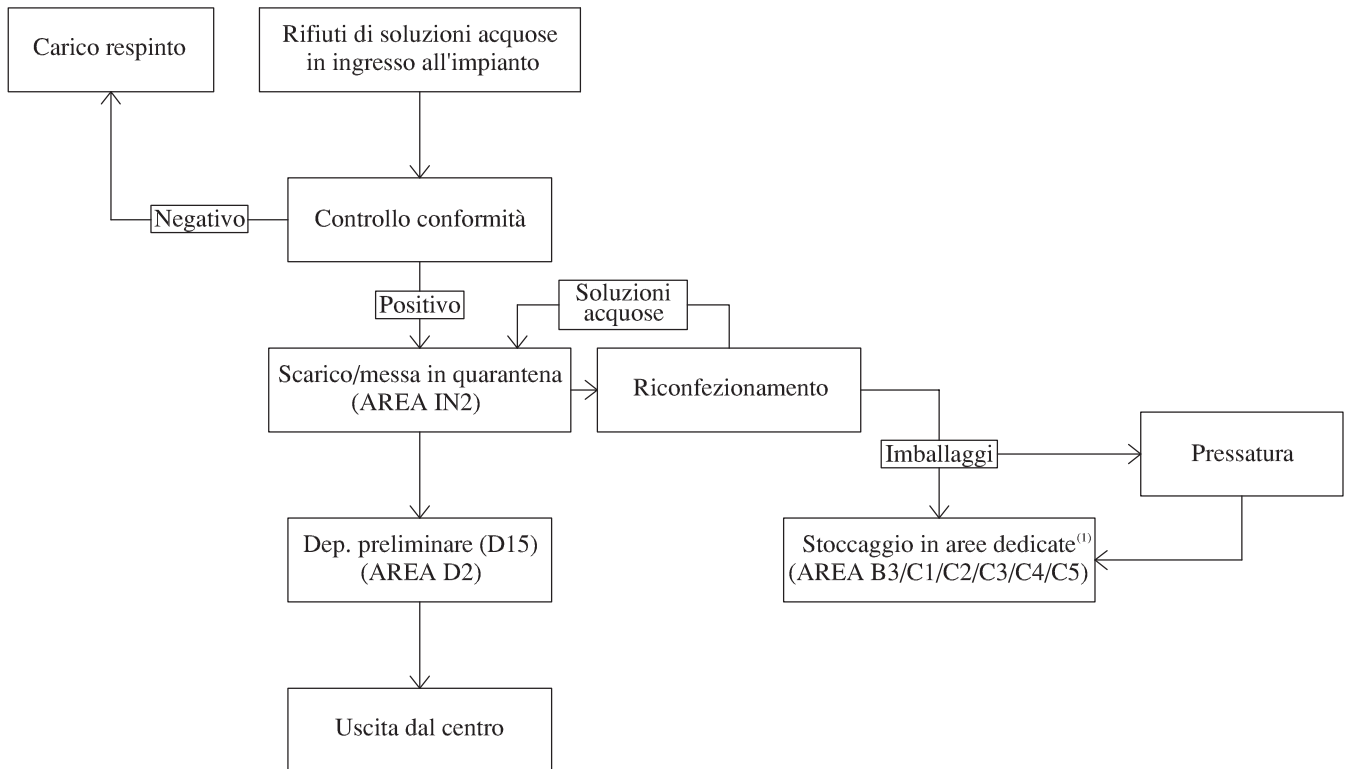 Carico respinto
Rifiuti di soluzioni acquose
in ingresso all'impianto
Negativo
Controllo conformità
Positivo
Soluzioni
acquose
Scarico/messa in quarantena
(AREA IN2)
Riconfezionamento
Imballaggi
Pressatura
Dep. preliminare (D15)
(AREA D2)
Stoccaggio in aree dedicate(1)
(AREA B3/C1/C2/C3/C4/C5)
Uscita dal centro